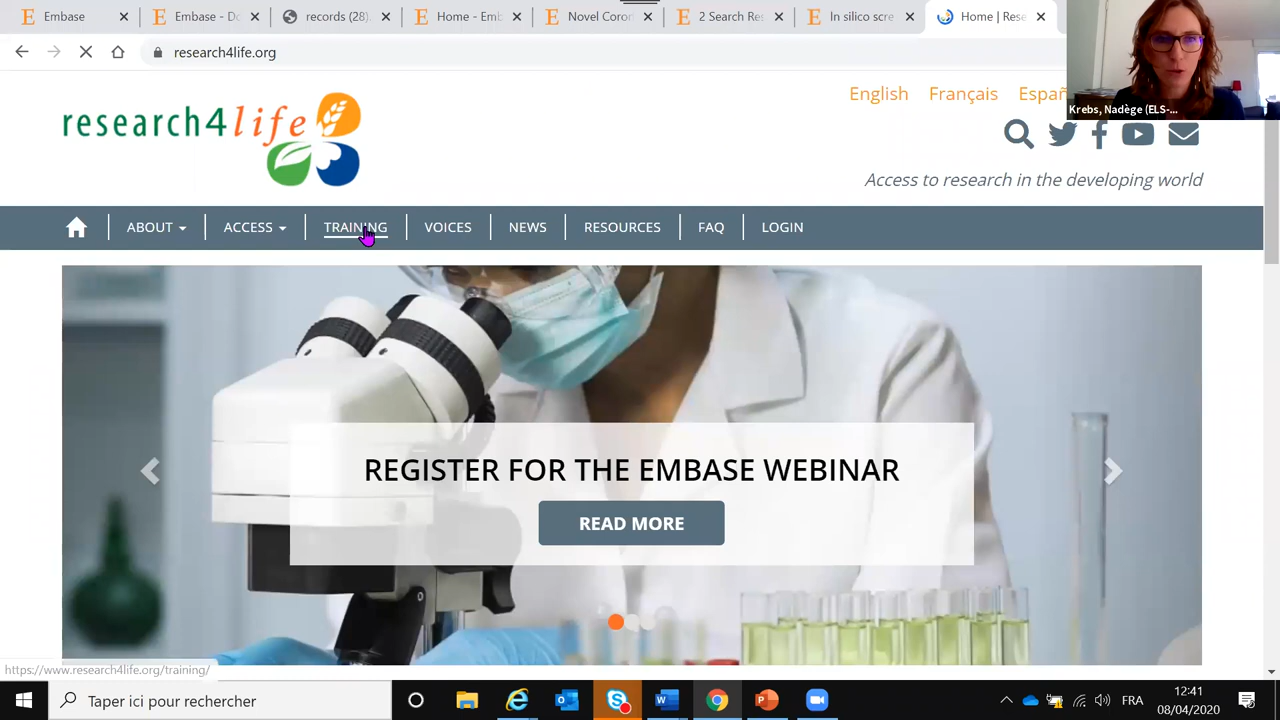 Embase
Embase - Do
records (28).
Home - Emb
Novel Coron
2 Search Res
In silico scre
Home | Rese
research4life.org
research4life
English Français Españ
Krebs, Nadège (ELS-...
Access to research in the developing world
ABOUT ACCESS TRAINING VOICES NEWS RESOURCES FAQ LOGIN
REGISTER FOR THE EMBASE WEBINAR
READ MORE
https://www.research4life.org/training/
Taper ici pour rechercher
FRA
12:41
08/04/2020